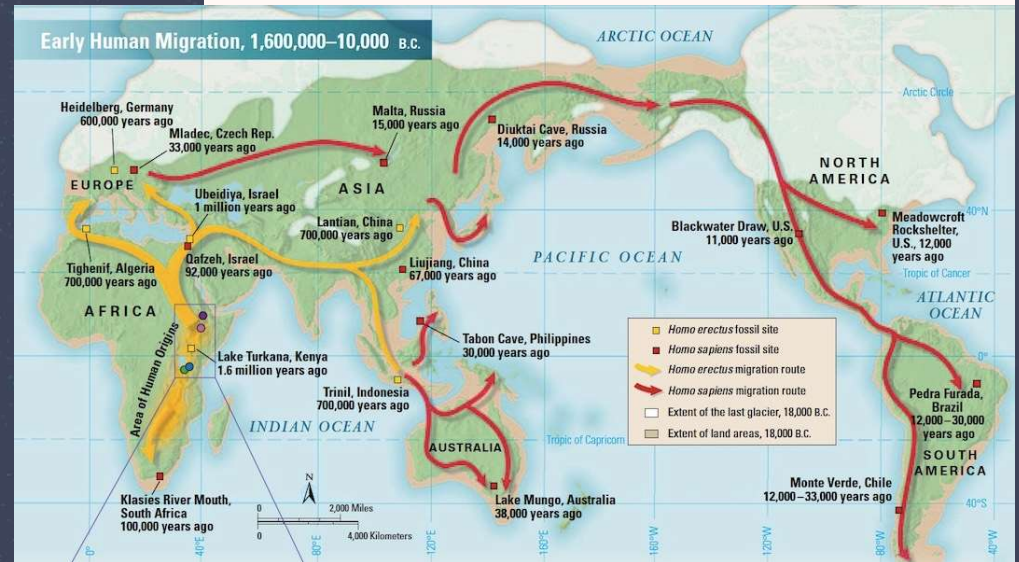 Early Human Migration, 1,600,000–10,000 B.C.
ARCTIC OCEAN
Arctic Circle
Heidelberg, Germany
600,000 years ago
Mladec, Czech Rep.
33,000 years ago
Malta, Russia
15,000 years ago
Diuktai Cave, Russia
14,000 years ago
NORTH
AMERICA
EUROPE
ASIA
Ubeidiya, Israel
1 million years ago
Lantian, China
700,000 years ago
40°N
Meadowcroft
Rockshelter,
U.S., 12,000
years ago
Blackwater Draw, U.S.
11,000 years ago
Tighenif, Algeria
700,000 years ago
Qafzeh, Israel
92,000 years ago
Liujiang, China
67,000 years ago
PACIFIC OCEAN
Tropic of Cancer
ATLANTIC
OCEAN
AFRICA
Area of Human Origins
Lake Turkana, Kenya
1.6 million years ago
Tabon Cave, Philippines
30,000 years ago
Trinil, Indonesia
700,000 years ago
Homo erectus fossil site
Homo sapiens fossil site
Homo erectus migration route
Homo sapiens migration route
Extent of the last glacier, 18,000 B.C.
Extent of land areas, 18,000 B.C.
0°
Pedra Furada,
Brazil
12,000–30,000
years ago
INDIAN OCEAN
AUSTRALIA
Tropic of Capricorn
SOUTH
AMERICA
Klasies River Mouth,
South Africa
100,000 years ago
N
0 2,000 Miles
0 4,000 Kilometers
Lake Mungo, Australia
38,000 years ago
Monte Verde, Chile
12,000–33,000 years ago
40°S
0°
40°E
80°E
120°E
160°E
160°W
120°W
80°W
40°W